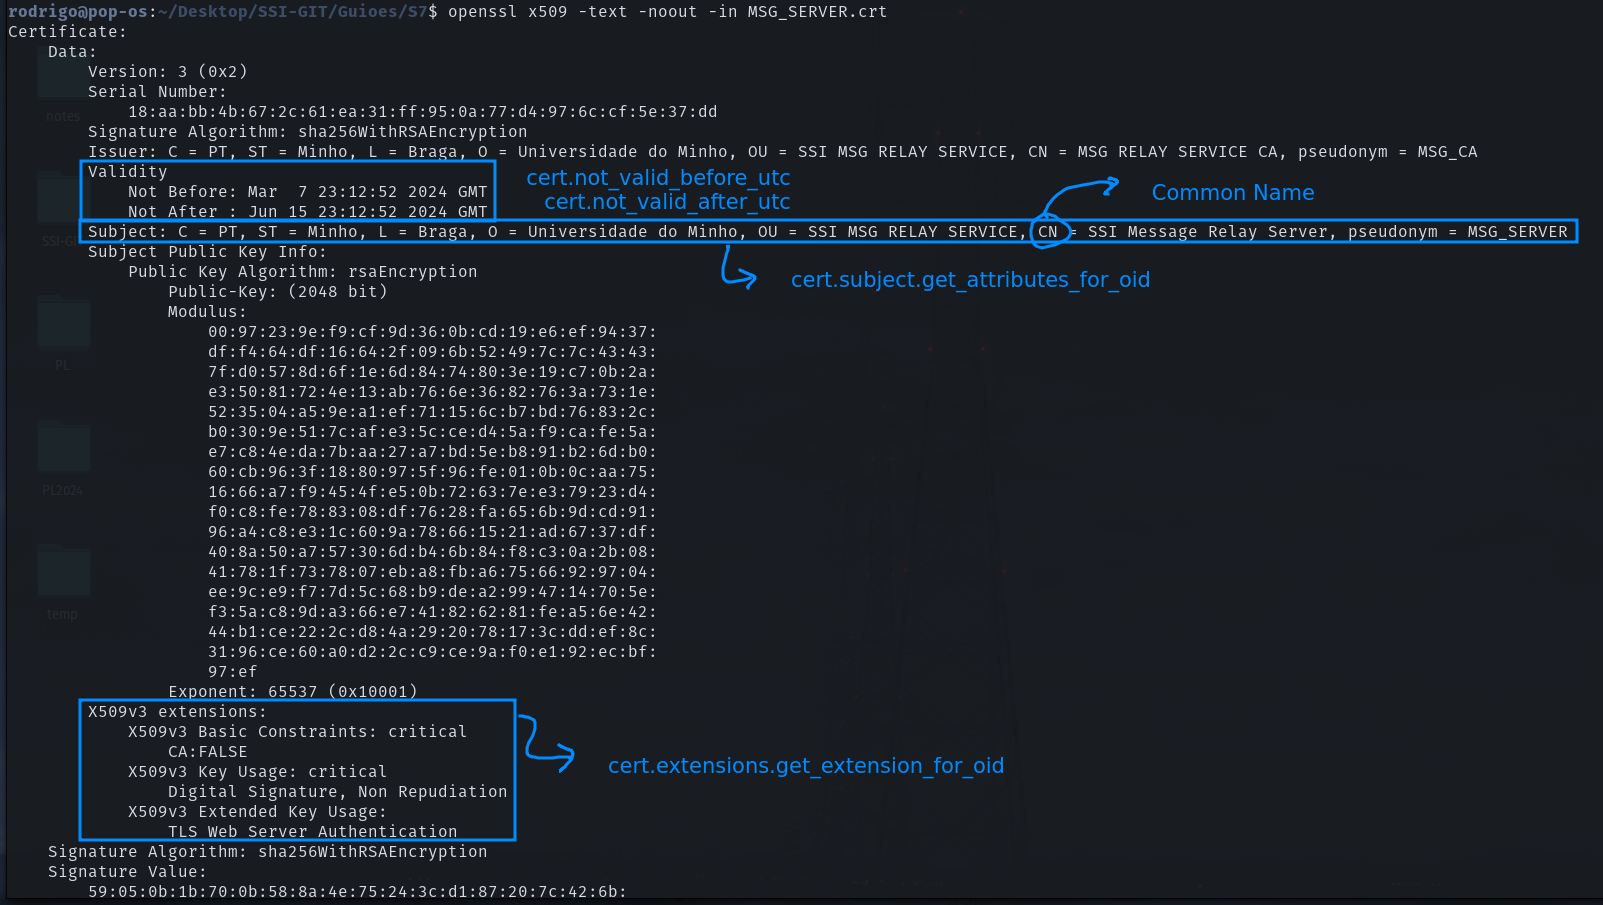 rodrigo@pop-os:~/Desktop/SSI-GIT/Guioes/S7$ openssl x509 -text -noout -in MSG_SERVER.crt
Certificate:
Data:
Version: 3 (0x2)
Serial Number:
18:aa:bb:4b:67:2c:61:ea:31:ff:95:0a:77:d4:97:6c:cf:5e:37:dd
notes
Signature Algorithm: sha256WithRSAEncryption
Issuer: C = PT, ST = Minho, L = Braga, O = Universidade do Minho, OU = SSI MSG RELAY SERVICE, CN = MSG RELAY SERVICE CA, pseudonym = MSG_CA
Validity
cert.not_valid_before_utc
Not Before: Mar  7 23:12:52 2024 GMT
Common Name
cert.not_valid_after_utc
Not After : Jun 15 23:12:52 2024 GMT
Subject: C = PT, ST = Minho, L = Braga, O = Universidade do Minho, OU = SSI MSG RELAY SERVICE, CN = SSI Message Relay Server, pseudonym = MSG_SERVER
Subject Public Key Info:
Public Key Algorithm: rsaEncryption
cert.subject.get_attributes_for_oid
Public-Key: (2048 bit)
Modulus:
00:97:23:9e:f9:cf:9d:36:0b:cd:19:e6:ef:94:37:
df:f4:64:df:16:64:2f:09:6b:52:49:7c:7c:43:43:
PL
7f:d0:57:8d:6f:1e:6d:84:74:80:3e:19:c7:0b:2a:
e3:50:81:72:4e:13:ab:76:6e:36:82:76:3a:73:1e:
52:35:04:a5:9e:a1:ef:71:15:6c:b7:bd:76:83:2c:
b0:30:9e:51:7c:af:e3:5c:ce:d4:5a:f9:ca:fe:5a:
e7:c8:4e:da:7b:aa:27:a7:bd:5e:b8:91:b2:6d:b0:
60:cb:96:3f:18:80:97:5f:96:fe:01:0b:0c:aa:75:
PL2024
16:66:a7:f9:45:4f:e5:0b:72:63:7e:e3:79:23:d4:
f0:c8:fe:78:83:08:df:76:28:fa:65:6b:9d:cd:91:
96:a4:c8:e3:1c:60:9a:78:66:15:21:ad:67:37:df:
40:8a:50:a7:57:30:6d:b4:6b:84:f8:c3:0a:2b:08:
41:78:1f:73:78:07:eb:a8:fb:a6:75:66:92:97:04:
ee:9c:e9:f7:7d:5c:68:b9:de:a2:99:47:14:70:5e:
temp
f3:5a:c8:9d:a3:66:e7:41:82:62:81:fe:a5:6e:42:
44:b1:ce:22:2c:d8:4a:29:20:78:17:3c:dd:ef:8c:
31:96:ce:60:a0:d2:2c:c9:ce:9a:f0:e1:92:ec:bf:
97:ef
Exponent: 65537 (0x10001)
X509v3 extensions:
X509v3 Basic Constraints: critical
CA:FALSE
cert.extensions.get_extension_for_oid
X509v3 Key Usage: critical
Digital Signature, Non Repudiation
X509v3 Extended Key Usage:
TLS Web Server Authentication
Signature Algorithm: sha256WithRSAEncryption
Signature Value:
59:05:0b:1b:70:0b:58:8a:4e:75:24:3c:d1:87:20:7c:42:6b: